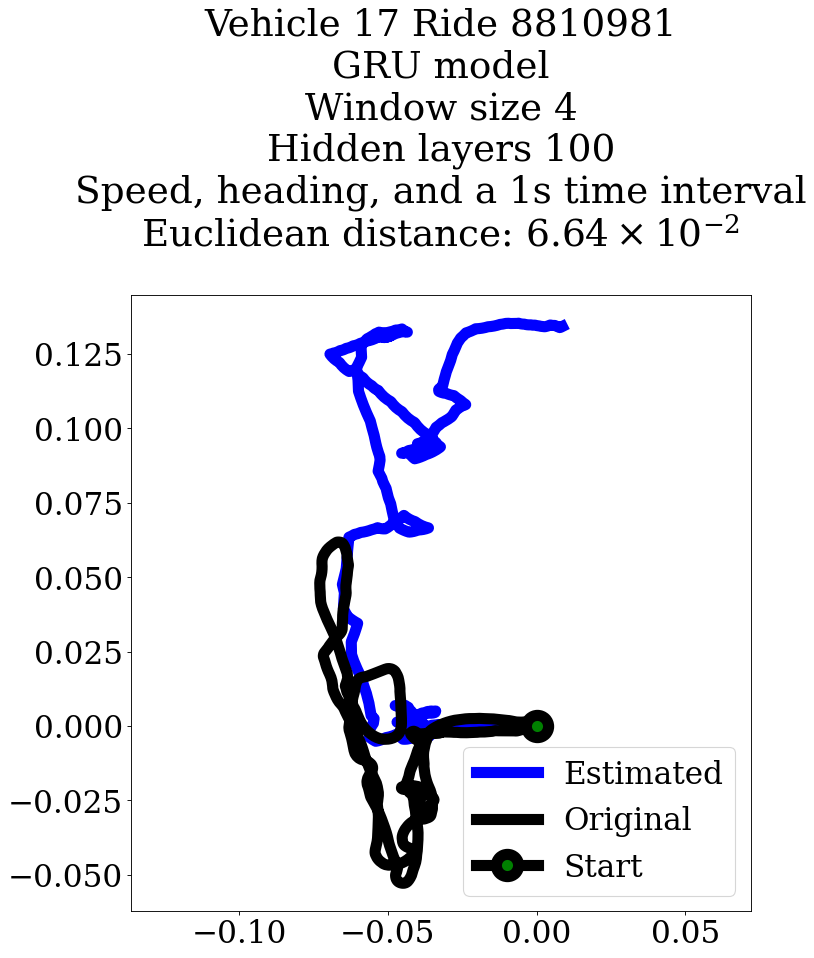 Vehicle 17 Ride 8810981
GRU model
Window size 4
Hidden layers 100
Speed, heading, and a 1s time interval
Euclidean distance: 6.64 × 10⁻²
0.125
0.100
0.075
0.050
0.025
0.000
−0.025
−0.050
Estimated
Original
Start
−0.10
−0.05
0.00
0.05